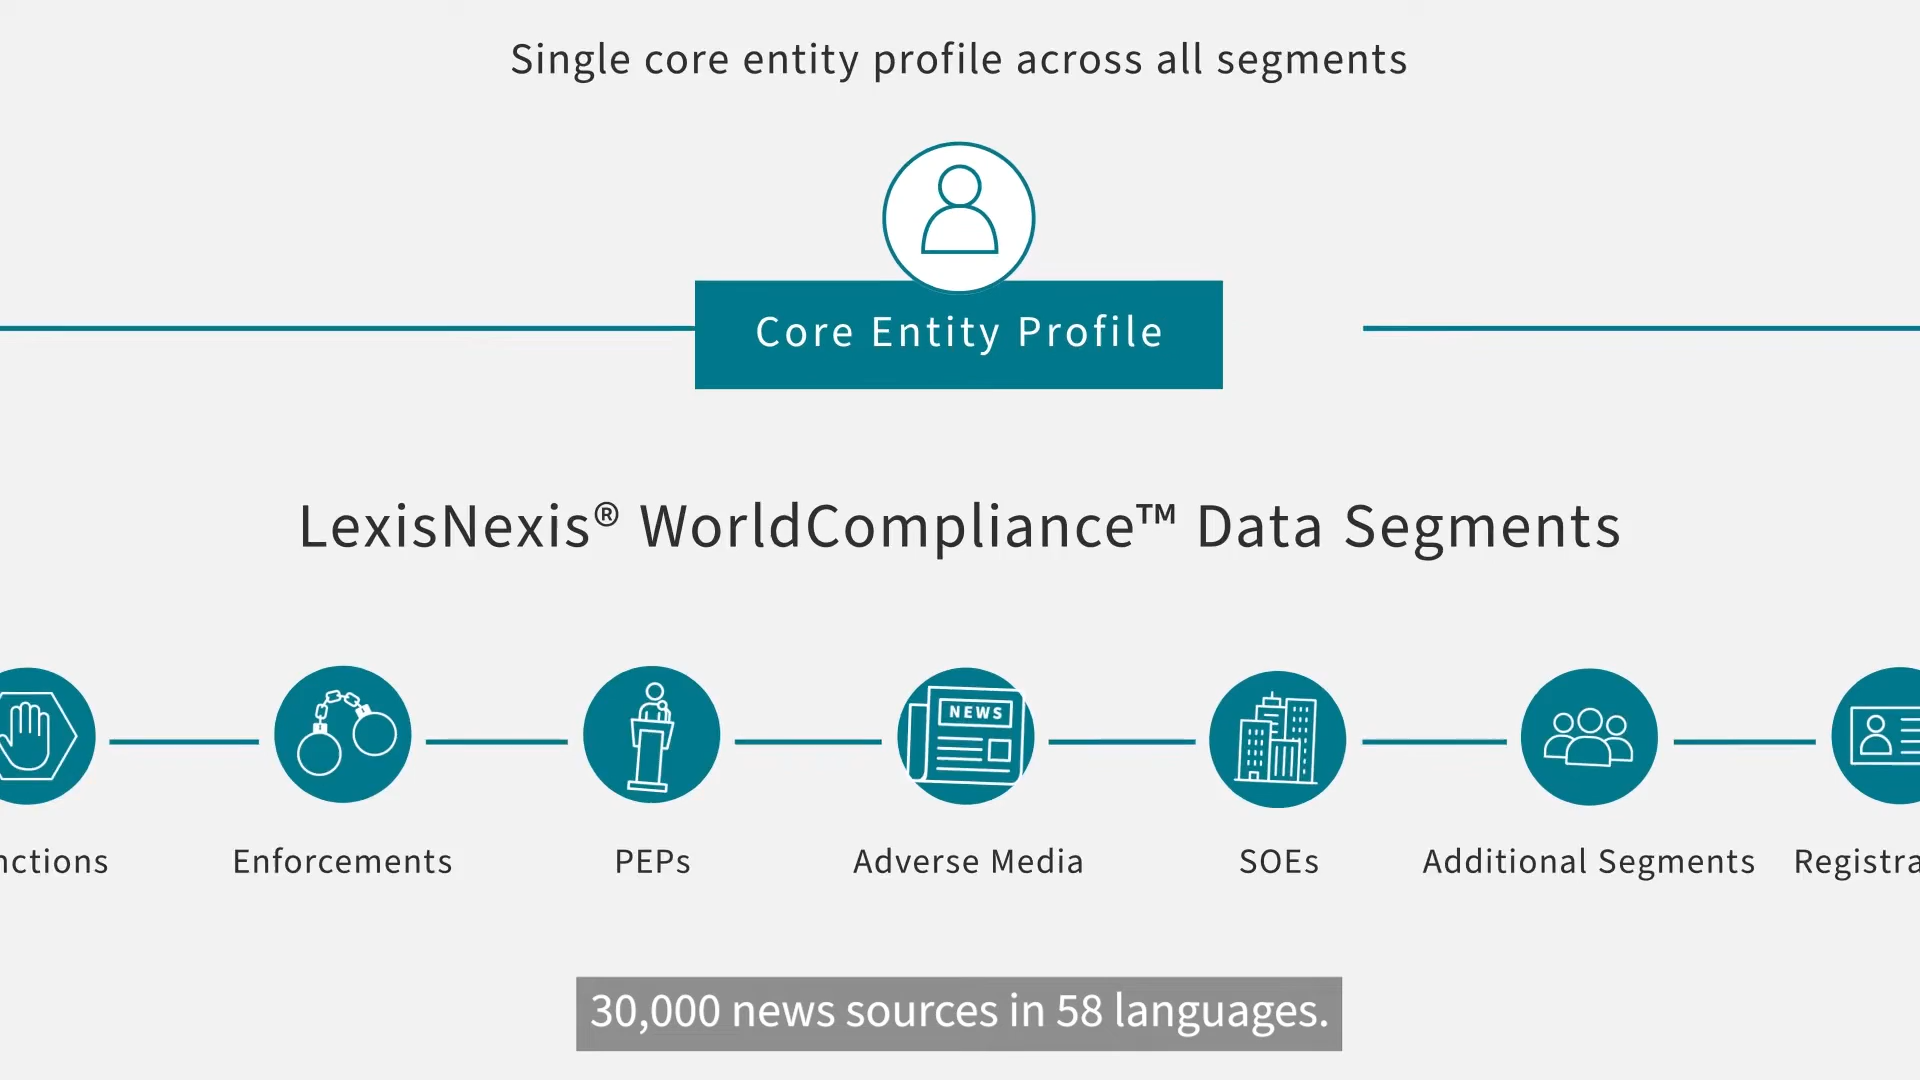 Single core entity profile across all segments
Core Entity Profile
LexisNexis® WorldCompliance™ Data Segments
NEWS
nctions
Enforcements
PEPs
Adverse Media
SOEs
Additional Segments
Registra
30,000 news sources in 58 languages.